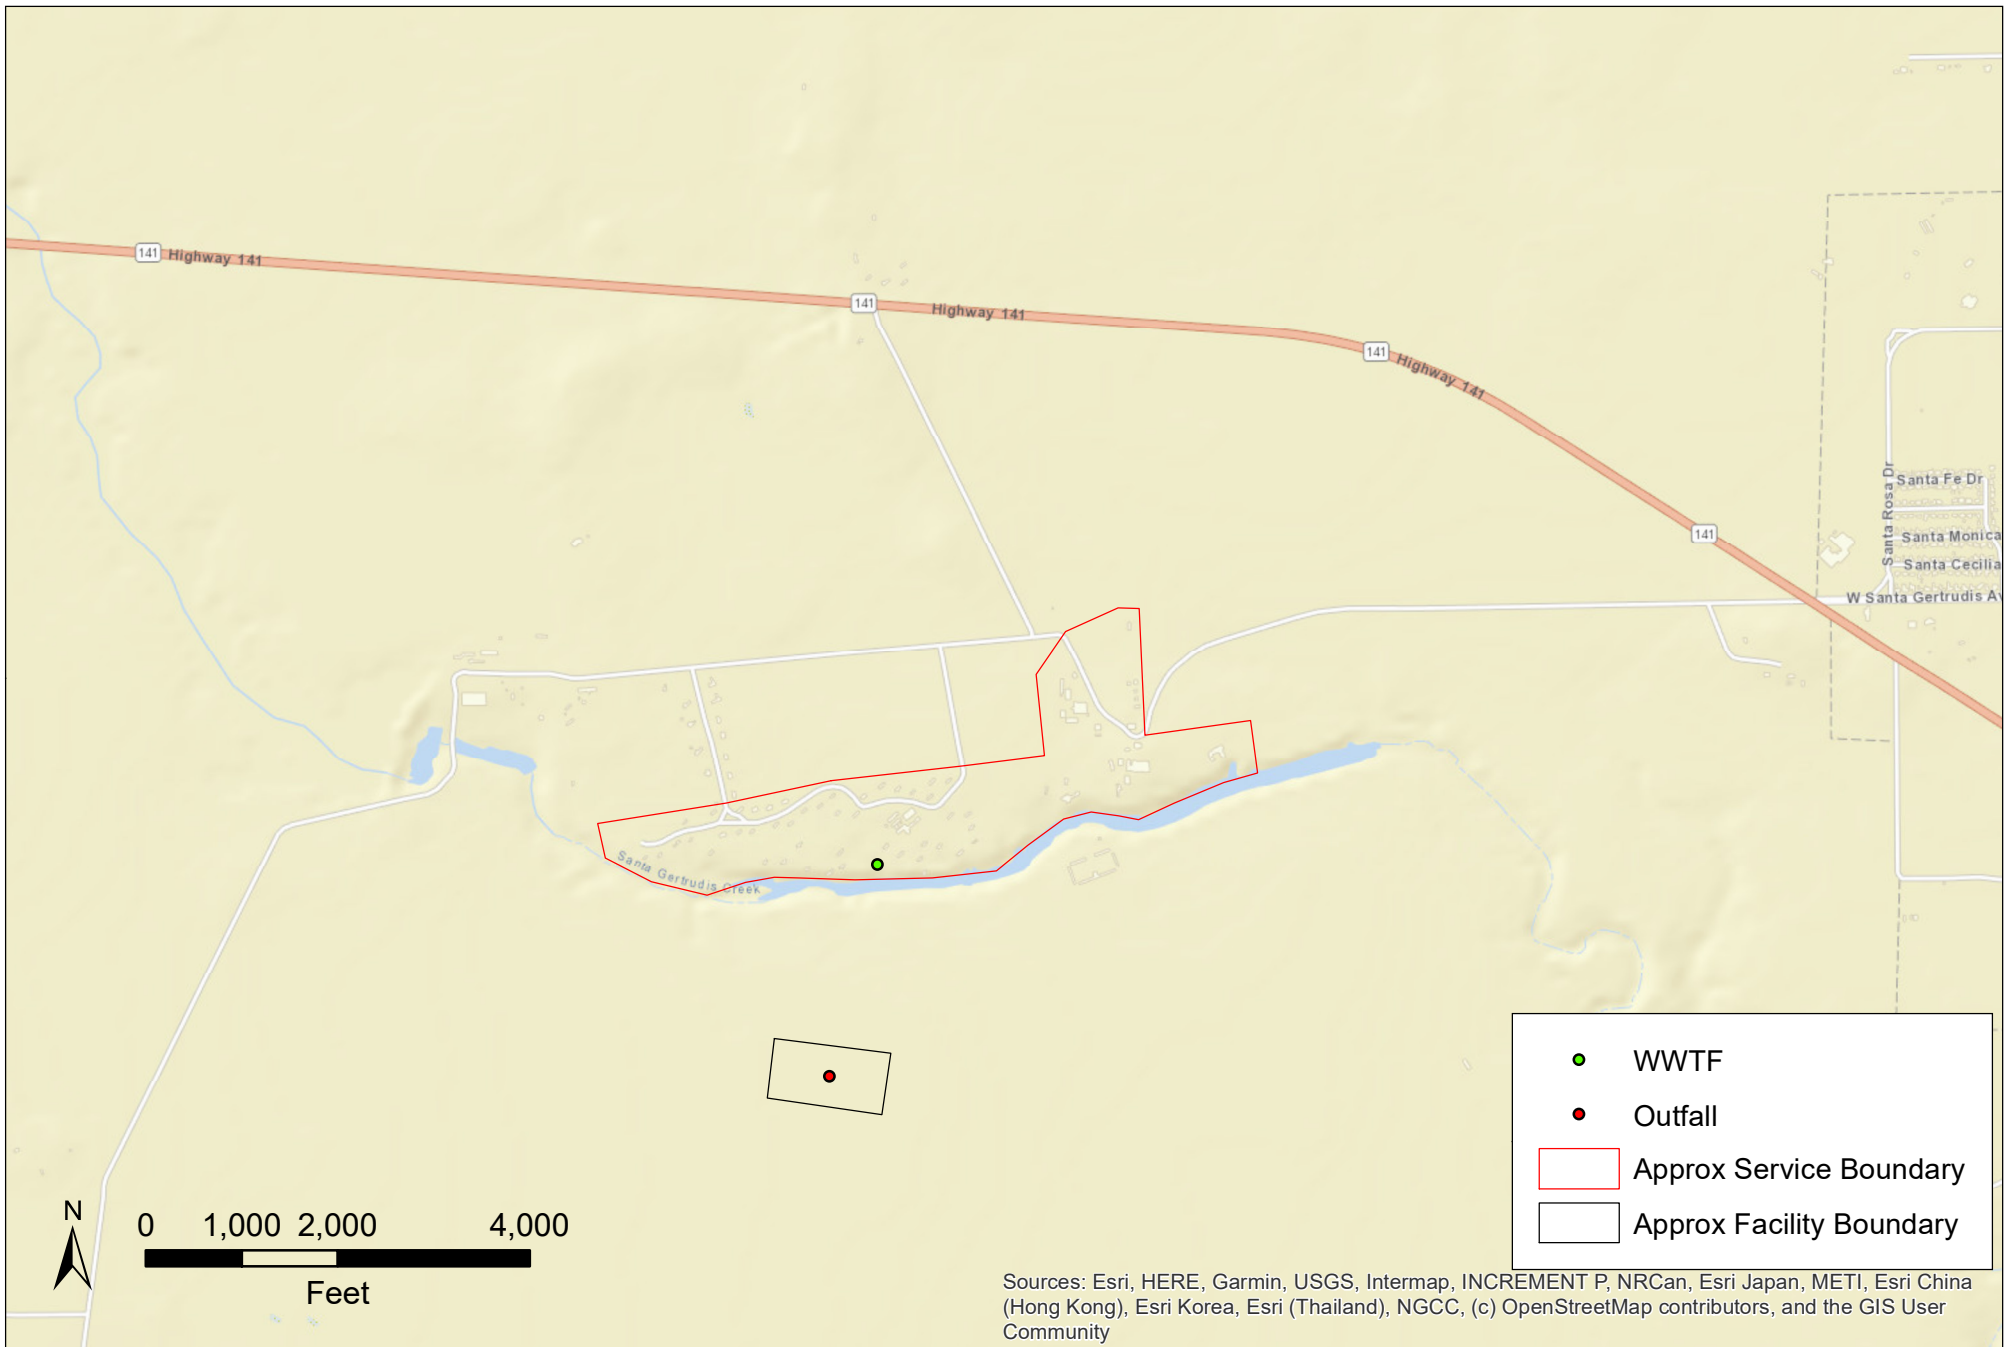 141
Highway 141
141
Highway 141
141
Highway 141
141
Santa Rosa Dr
Santa Fe Dr
Santa Monica
Santa Cecilia
W Santa Gertrudis Av
Santa Gertrudis Creek
WWTF
Outfall
Approx Service Boundary
Approx Facility Boundary
N
0 1,000 2,000 4,000
Feet
Sources: Esri, HERE, Garmin, USGS, Intermap, INCREMENT P, NRCan, Esri Japan, METI, Esri China
(Hong Kong), Esri Korea, Esri (Thailand), NGCC, (c) OpenStreetMap contributors, and the GIS User
Community